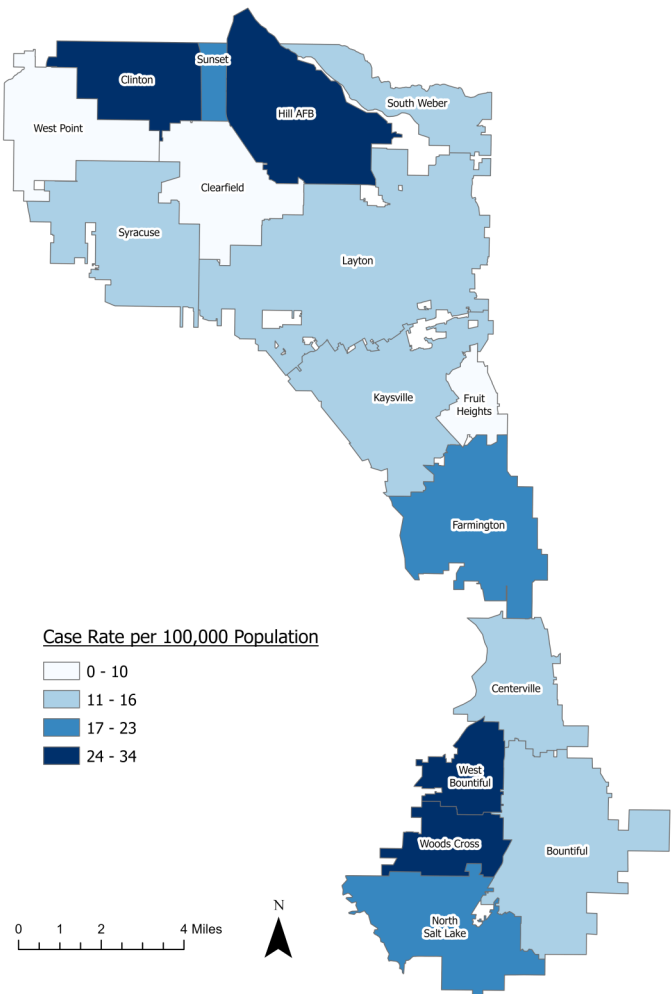 Sunset
Clinton
South Weber
Hill AFB
West Point
Clearfield
Syracuse
Layton
Kaysville
Fruit
Heights
Farmington
Case Rate per 100,000 Population
0 - 10
11 - 16
17 - 23
24 - 34
Centerville
West
Bountiful
Woods Cross
Bountiful
North
Salt Lake
N
0 1 2 4 Miles